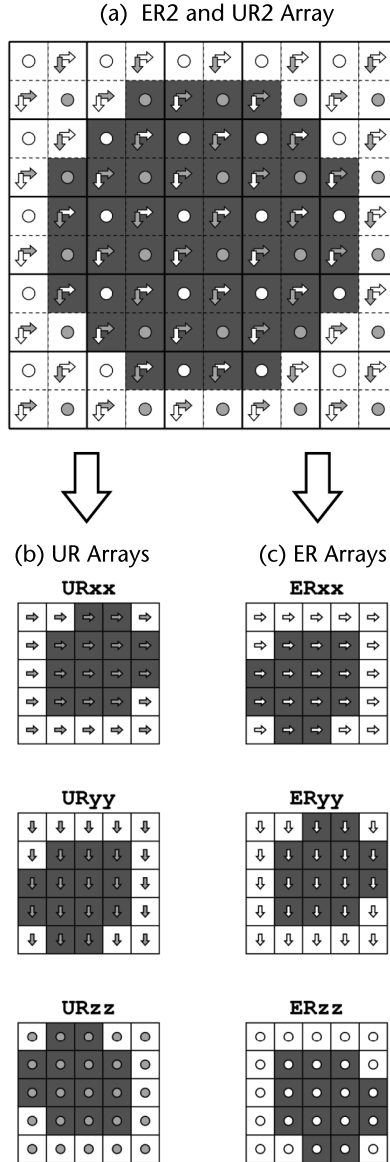 (a) ER2 and UR2 Array
(b) UR Arrays
(c) ER Arrays
URxx
ERxx
URyy
ERyy
URzz
ERzz